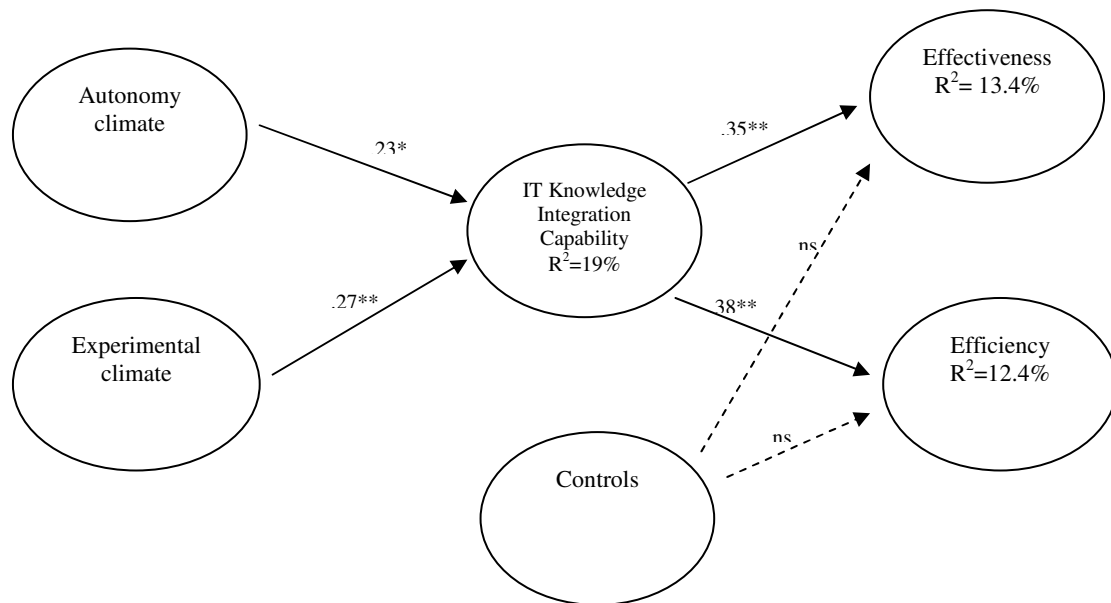 Autonomy
climate
Effectiveness
R²= 13.4%
.23*
.35**
IT Knowledge
Integration
Capability
R²=19%
ns
.27**
.38**
Experimental
climate
Efficiency
R²=12.4%
ns
Controls